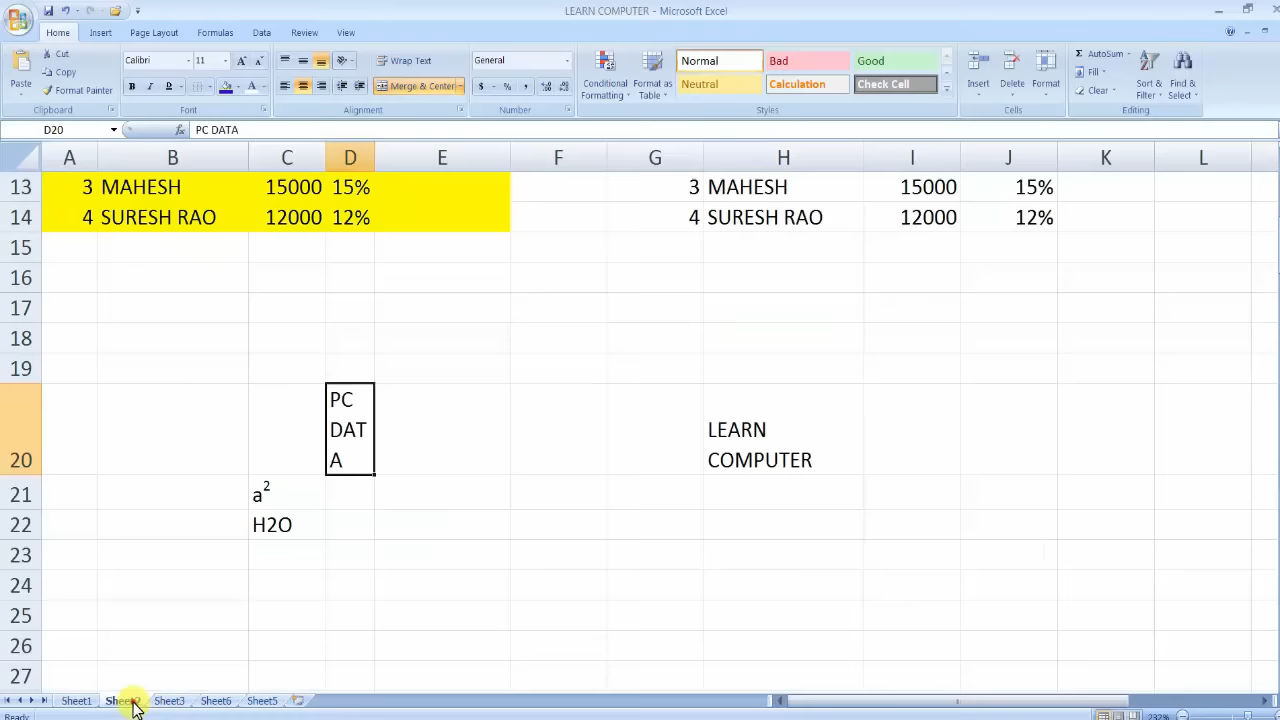 LEARN COMPUTER - Microsoft Excel
Home Insert Page Layout Formulas Data Review View
Paste Cut Copy Format Painter Clipboard
Calibri 11 A A B I U A Font
Wrap Text Merge & Center Alignment
General $ % , Number
Conditional Formatting Format as Table Normal Bad Good Neutral Calculation Check Cell Styles
Insert Delete Format Cells
Σ AutoSum Fill Clear Sort & Filter Find & Select Editing
D20 fx PC DATA
A B C D E F G H I J K L
13 3 MAHESH 15000 15% 3 MAHESH 15000 15%
14 4 SURESH RAO 12000 12% 4 SURESH RAO 12000 12%
15
16
17
18
19
PC
DAT LEARN
20 A COMPUTER
21 a²
22 H2O
23
24
25
26
27
Sheet1 Sheet2 Sheet3 Sheet6 Sheet5
Ready 232%